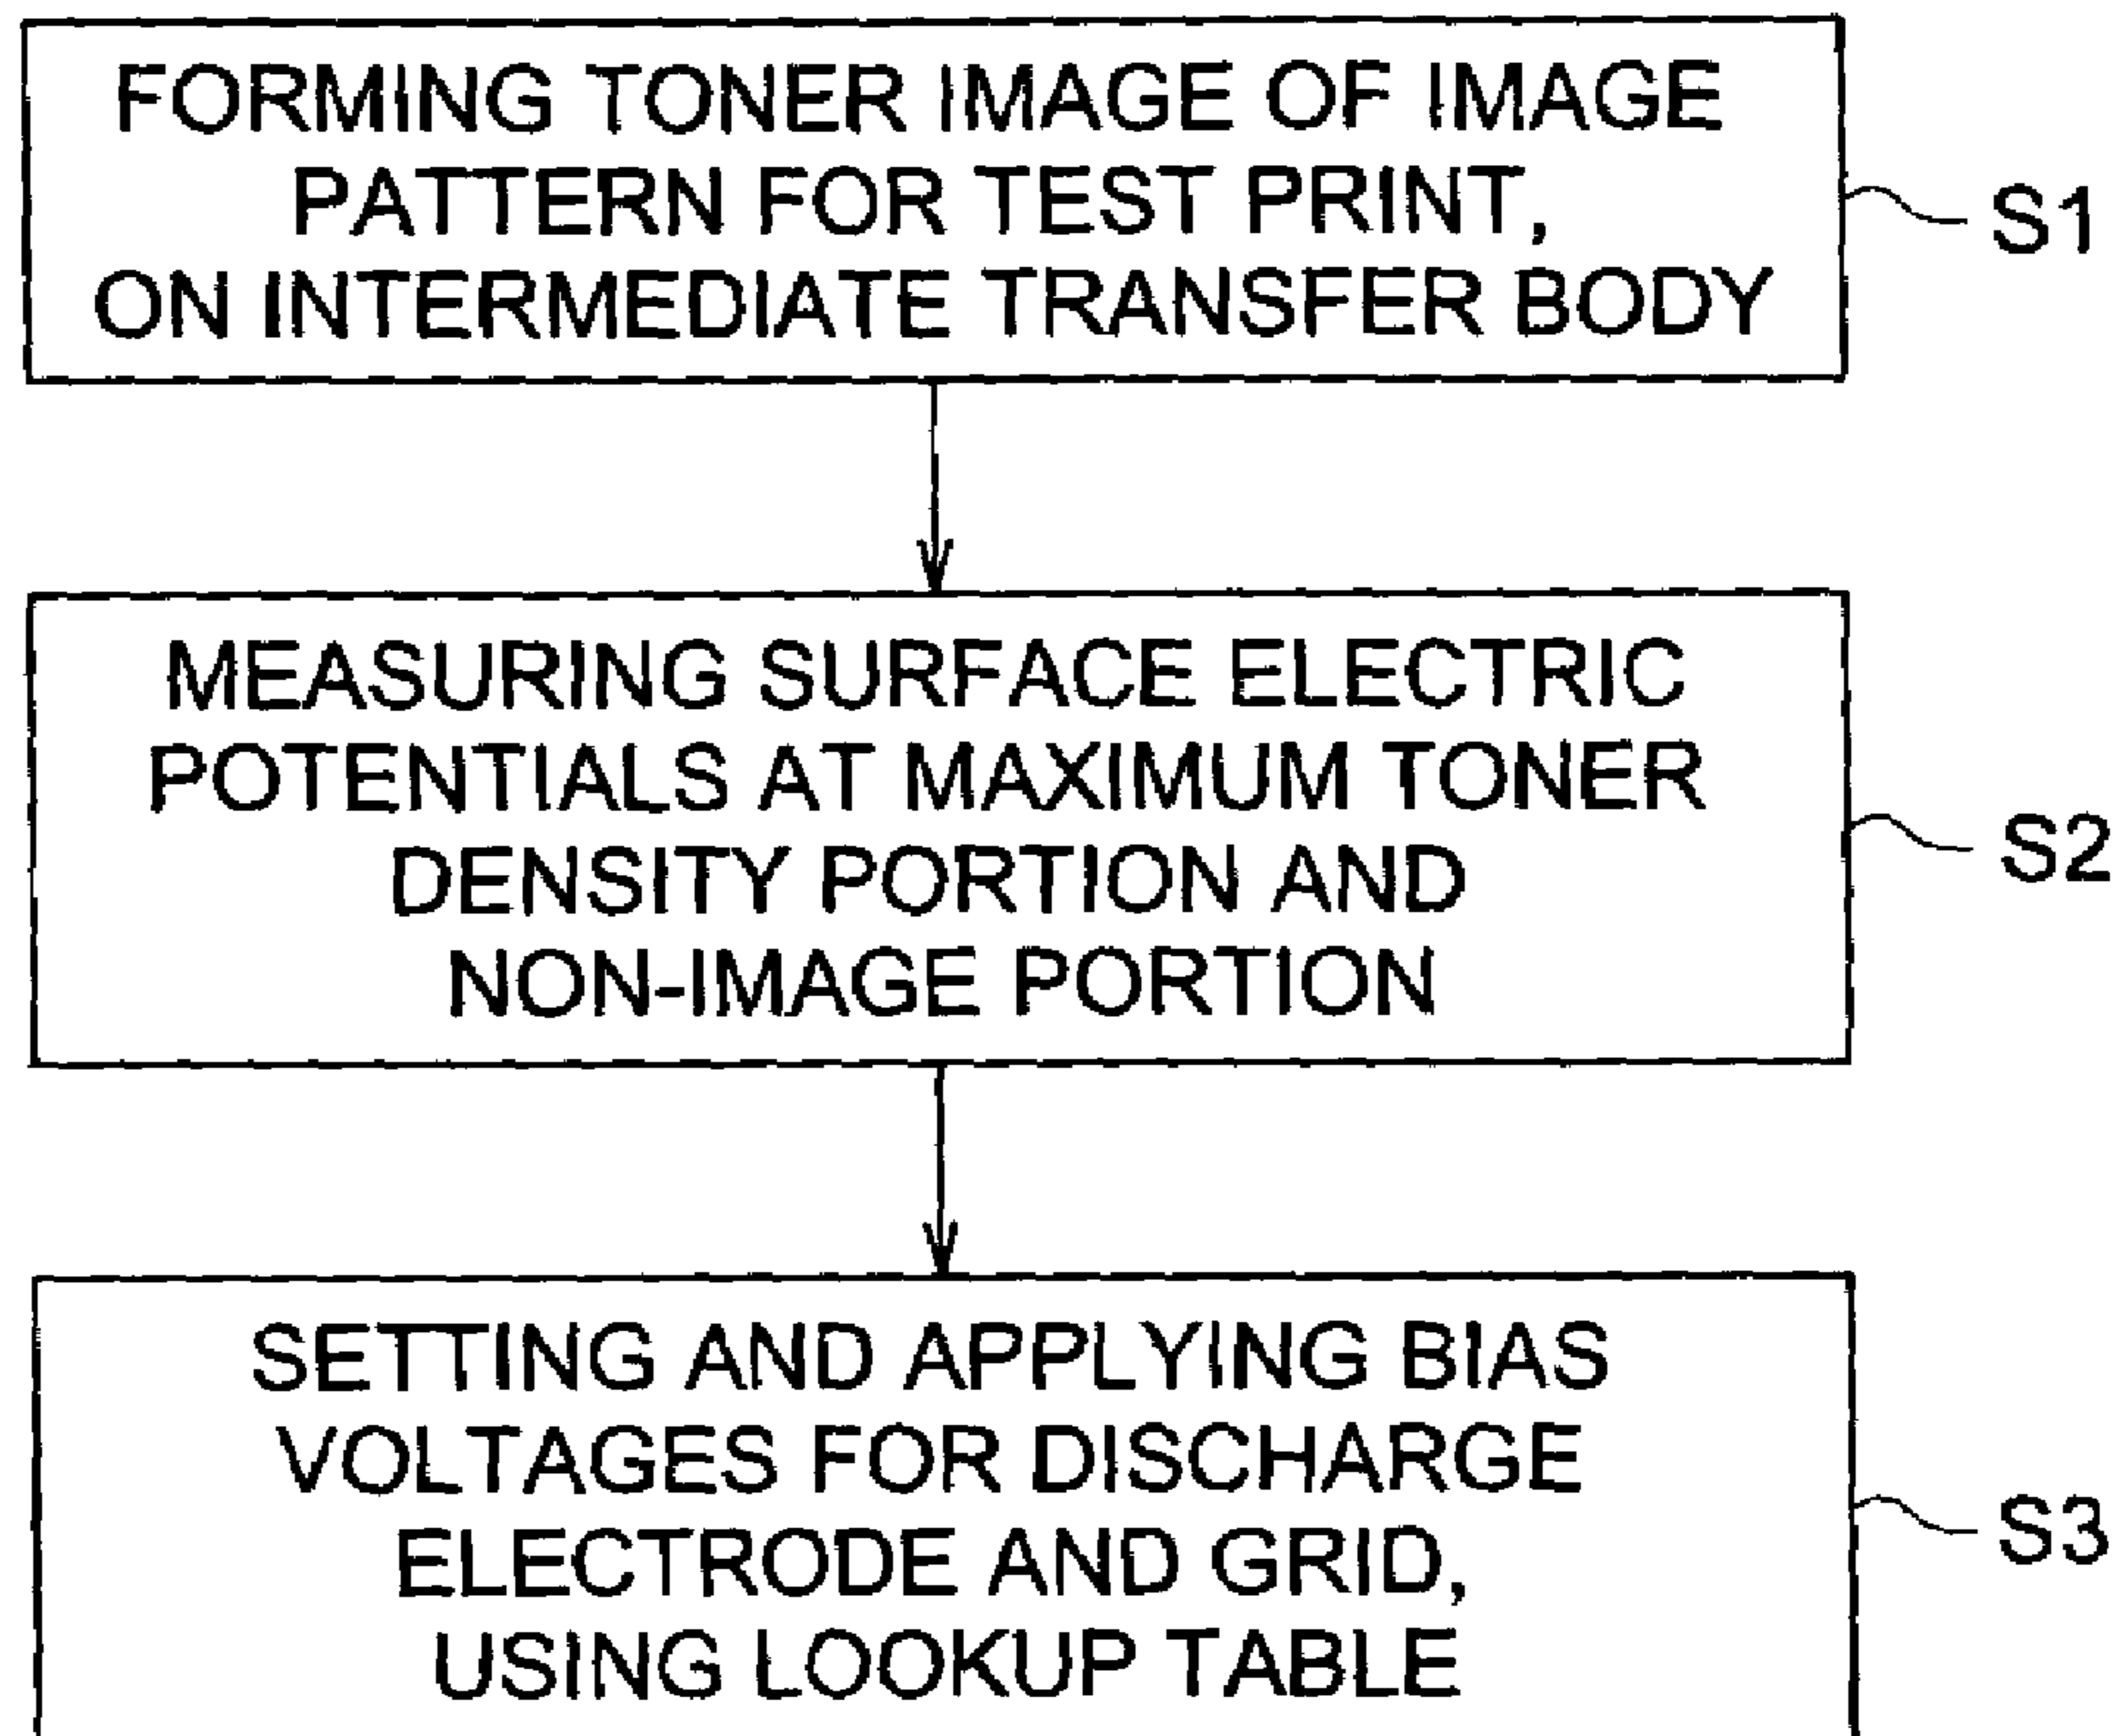 FORMING TONER IMAGE OF IMAGE
PATTERN FOR TEST PRINT,
ON INTERMEDIATE TRANSFER BODY
S1
MEASURING SURFACE ELECTRIC
POTENTIALS AT MAXIMUM TONER
DENSITY PORTION AND
NON-IMAGE PORTION
S2
SETTING AND APPLYING BIAS
VOLTAGES FOR DISCHARGE
ELECTRODE AND GRID,
USING LOOKUP TABLE
S3